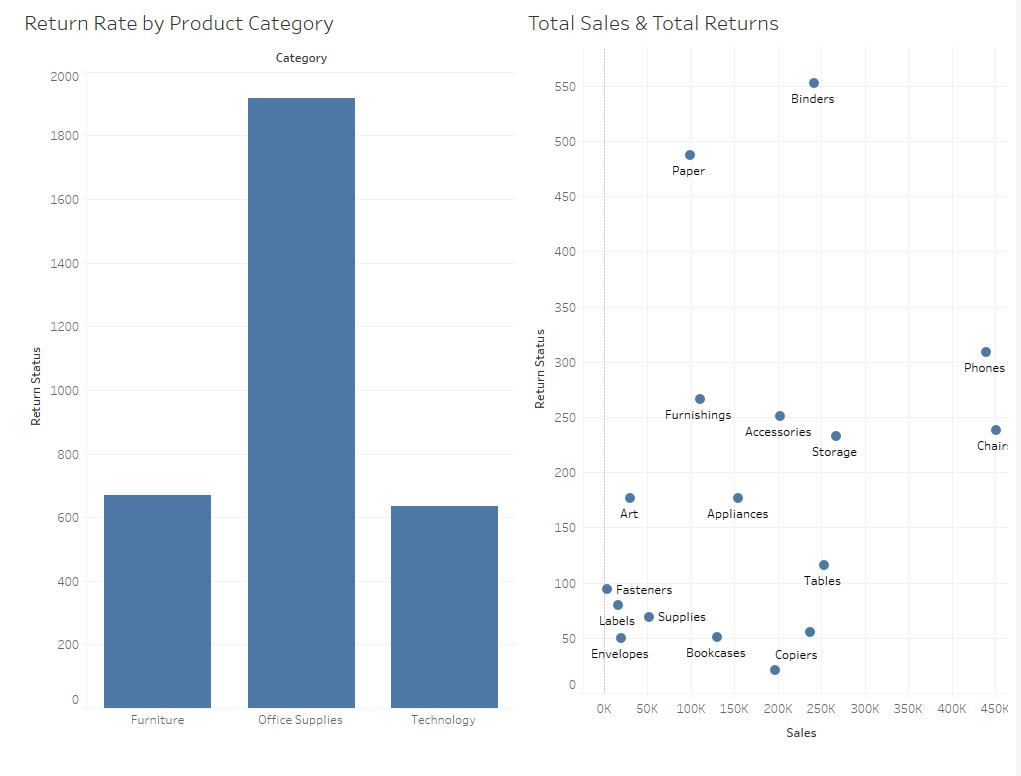 Return Rate by Product Category
Category
2000
1800
1600
1400
1200
1000
800
600
400
200
0
Return Status
Furniture
Office Supplies
Technology
Total Sales & Total Returns
550
500
450
400
350
300
250
200
150
100
50
0
Return Status
Binders
Paper
Phones
Furnishings
Accessories
Chair
Storage
Art
Appliances
Tables
Fasteners
Labels
Supplies
Envelopes
Bookcases
Copiers
0K 50K 100K 150K 200K 250K 300K 350K 400K 450K
Sales